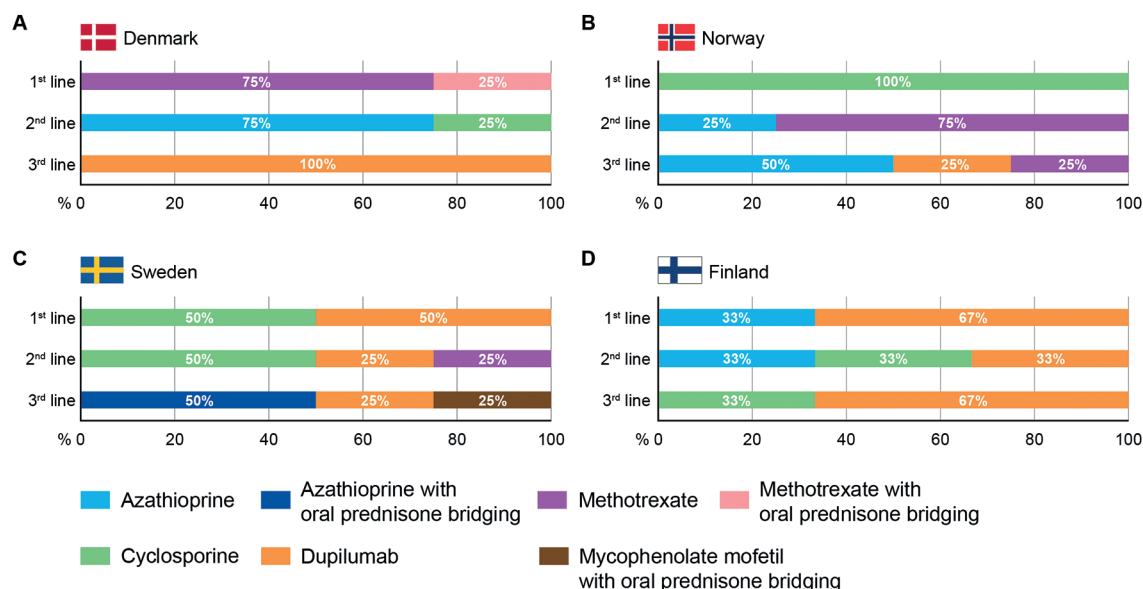 A
Denmark
1st line
75% 25%
2nd line
75% 25%
3rd line
100%
% 0 20 40 60 80 100
B
Norway
1st line
100%
2nd line
25% 75%
3rd line
50% 25% 25%
% 0 20 40 60 80 100
C
Sweden
1st line
50% 50%
2nd line
50% 25% 25%
3rd line
50% 25% 25%
% 0 20 40 60 80 100
D
Finland
1st line
33% 67%
2nd line
33% 33% 33%
3rd line
33% 67%
% 0 20 40 60 80 100
Azathioprine
Azathioprine with
oral prednisone bridging
Methotrexate
Methotrexate with
oral prednisone bridging
Cyclosporine
Dupilumab
Mycophenolate mofetil
with oral prednisone bridging